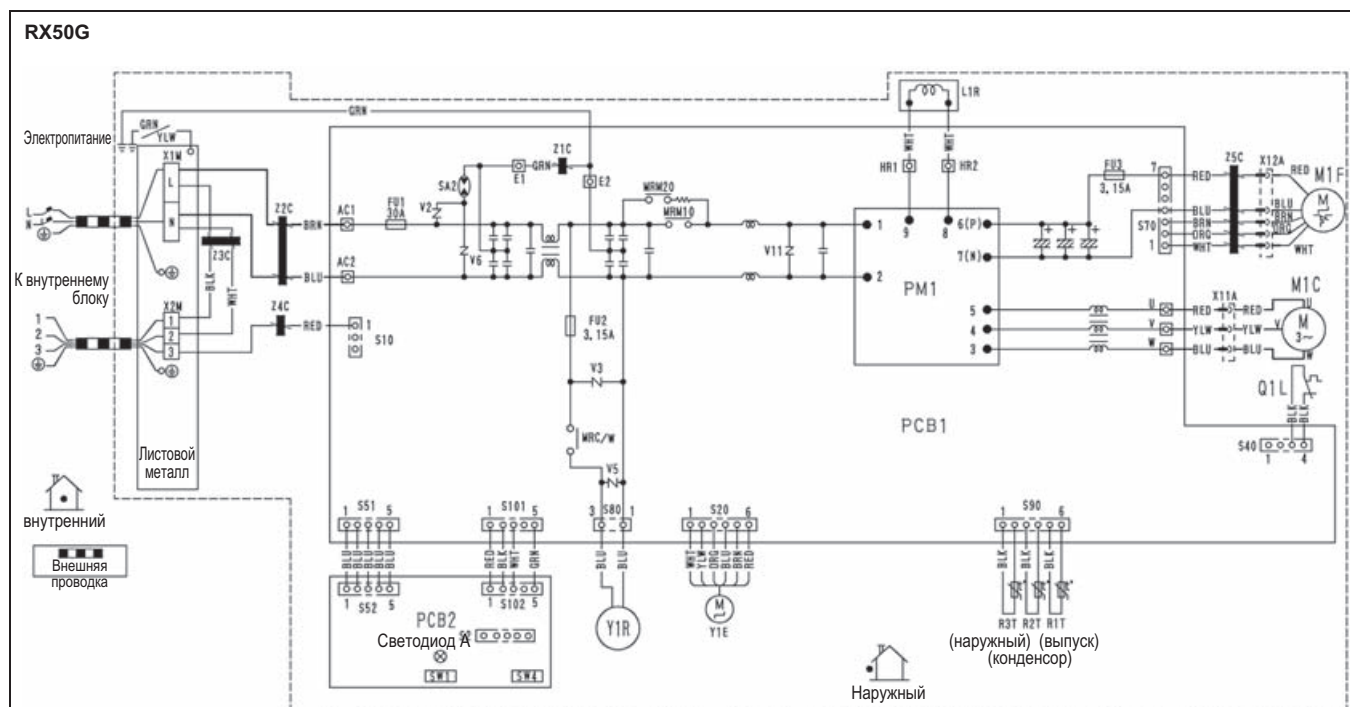 RX50G
L1R
GRN
Электропитание
GRN
YLW
X1M
L
N
L
N
Z2C
BRN
BLU
AC1
AC2
FU1
30A
V2
SA2
V6
E1
GRN
Z1C
E2
MRM20
MRM10
V11
WHT
WHT
HR1
HR2
1
2
9
8
6(P)
7(N)
PM1
5
4
3
FU3
3,15A
7
S70
1
RED
BLU
BRN
ORG
WHT
Z5C
X12A
RED
BLU
BRN
ORG
WHT
M1F
M
Z3C
BLK
WHT
К внутреннему
блоку
1
2
3
X2M
1
2
3
Z4C
RED
1
S10
FU2
3,15A
V3
MRC/W
V5
U
V
W
RED
YLW
BLU
X11A
RED
YLW
BLU
M1C
U
V
W
M
3~
Q1L
BLK
BLK
S40
1
4
PCB1
Листовой
металл
внутренний
Внешняя
проводка
1
S51
5
BLU
BLU
BLU
BLU
BLU
1
S52
5
1
S101
5
RED
BLK
WHT
GRN
1
S102
5
3
S80
1
BLU
BLU
Y1R
1
S20
6
WHT
YLW
ORG
BLU
BRN
RED
M
Y1E
1
S90
6
BLK
BLK
BLK
R3T
R2T
R1T
(наружный)
(выпуск)
(конденсор)
PCB2
S2
Светодиод A
SW1
SW4
Наружный